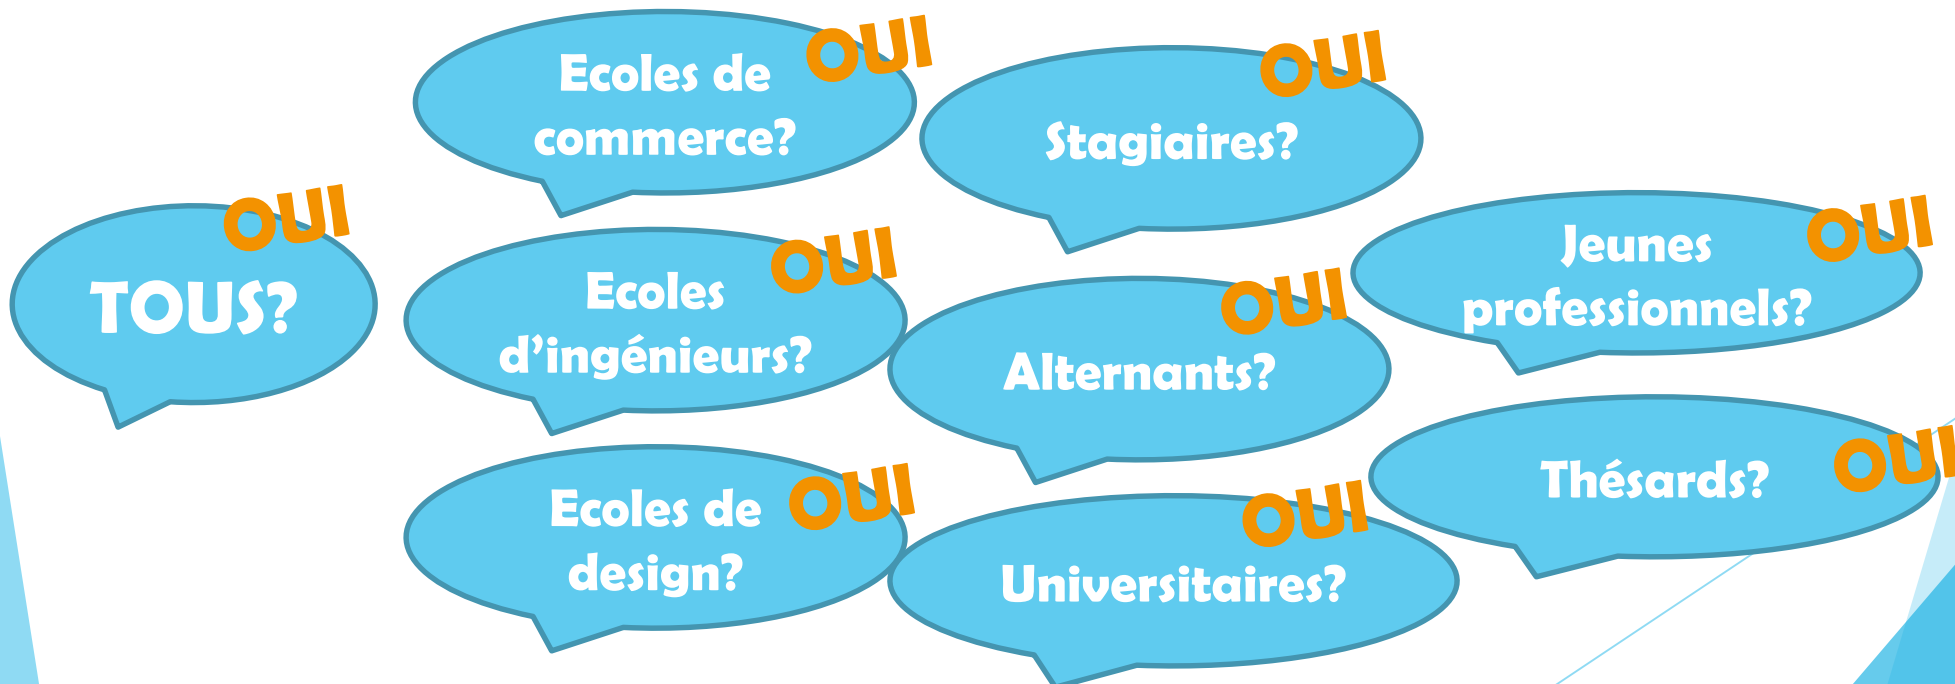 OUI
TOUS?
OUI
Ecoles de
commerce?
OUI
Ecoles
d’ingénieurs?
OUI
Ecoles de
design?
OUI
Stagiaires?
OUI
Alternants?
OUI
Universitaires?
OUI
Jeunes
professionnels?
OUI
Thésards?